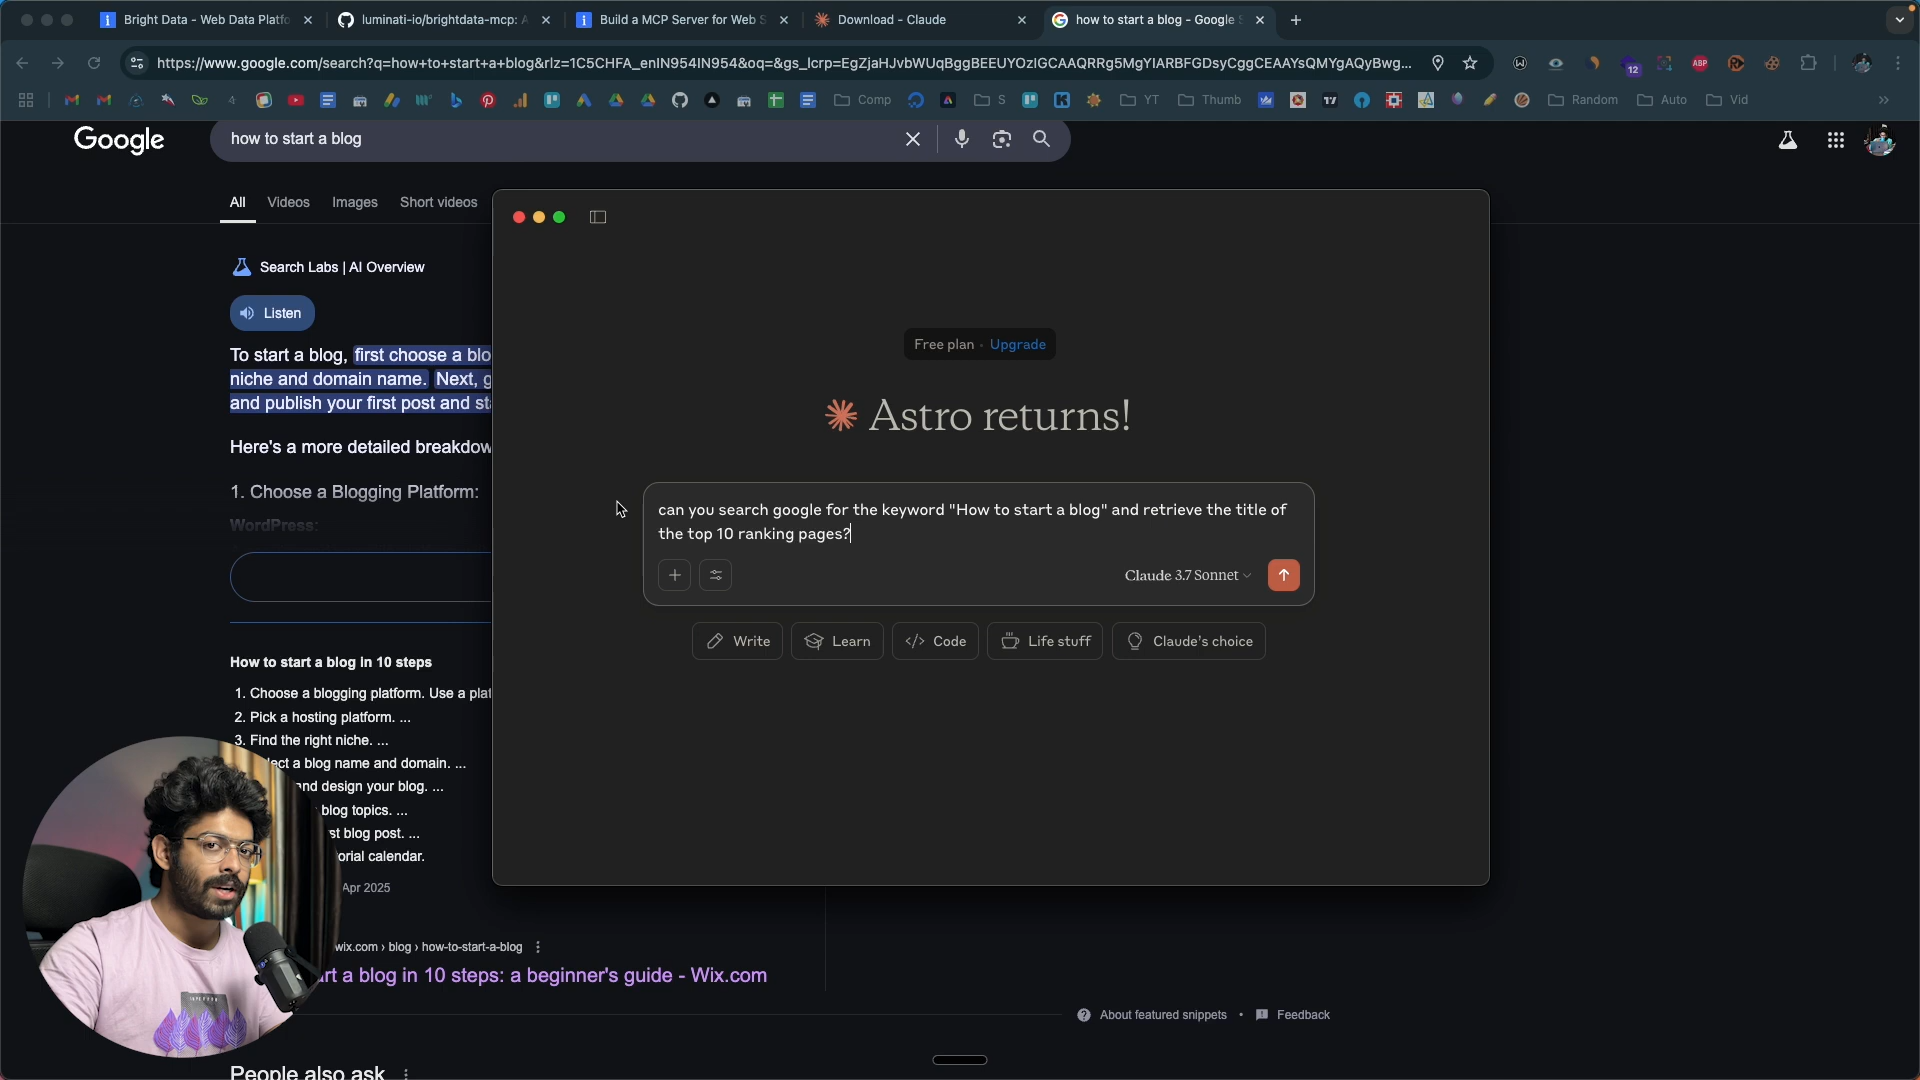 Bright Data - Web Data Platfo
luminati-io/brightdata-mcp: A
Build a MCP Server for Web S
Download - Claude
how to start a blog - Google S
https://www.google.com/search?q=how+to+start+a+blog&rlz=1C5CHFA_enIN954IN954&oq=&gs_lcrp=EgZjaHJvbWUqBggBEEUYOzIGCAAQRRg5MgYIARBFGDsyCggCEAAYsQMYgAQyBwg...
12
ABP
Comp
S
YT
Thumb
Random
Auto
Vid
Google
how to start a blog
All
Videos
Images
Short videos
Search Labs | AI Overview
Listen
To start a blog, first choose a blo
niche and domain name. Next, g
and publish your first post and sta
Here's a more detailed breakdow
1. Choose a Blogging Platform:
WordPress:
How to start a blog in 10 steps
1. Choose a blogging platform. Use a plat
2. Pick a hosting platform. ...
3. Find the right niche. ...
lect a blog name and domain. ...
and design your blog. ...
blog topics. ...
st blog post. ...
orial calendar.
Apr 2025
wix.com › blog › how-to-start-a-blog
rt a blog in 10 steps: a beginner's guide - Wix.com
About featured snippets
•
Feedback
People also ask
Free plan · Upgrade
Astro returns!
can you search google for the keyword "How to start a blog" and retrieve the title of
the top 10 ranking pages?
Claude 3.7 Sonnet
Write
Learn
Code
Life stuff
Claude's choice